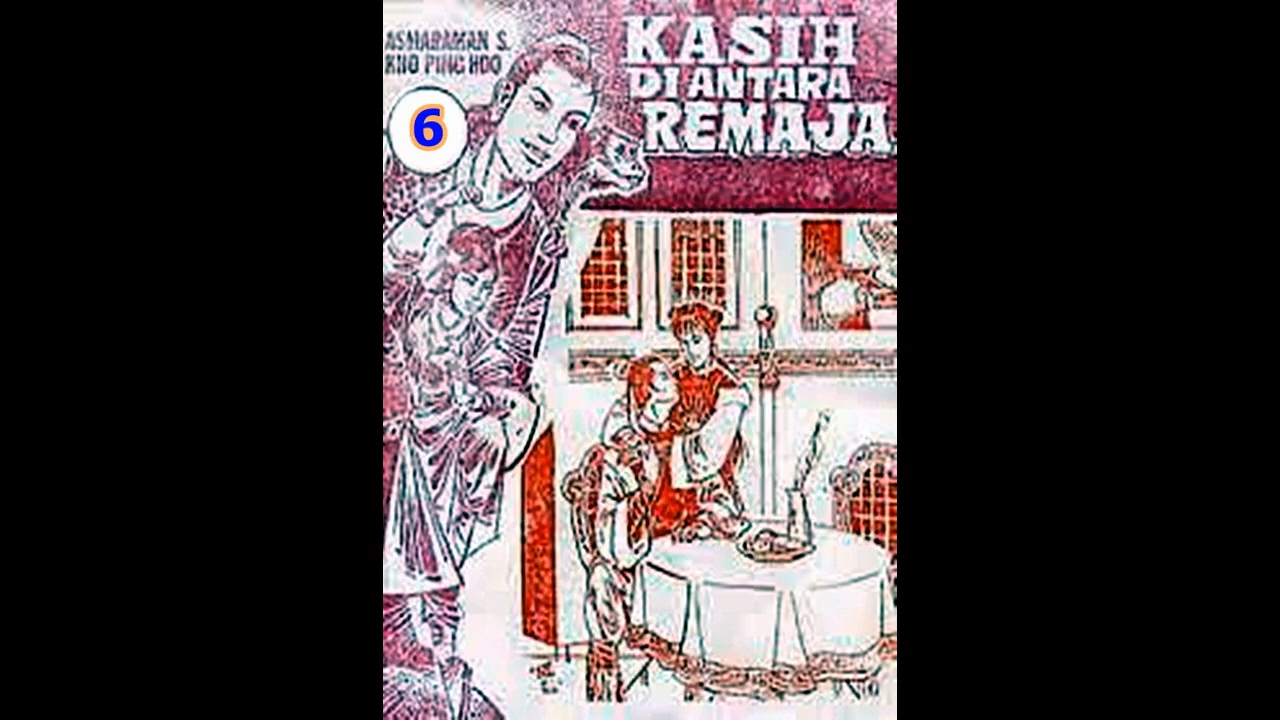 ASMARAMAN S.
KHO PING HOO
6
KASIH
DI ANTARA
REMAJA